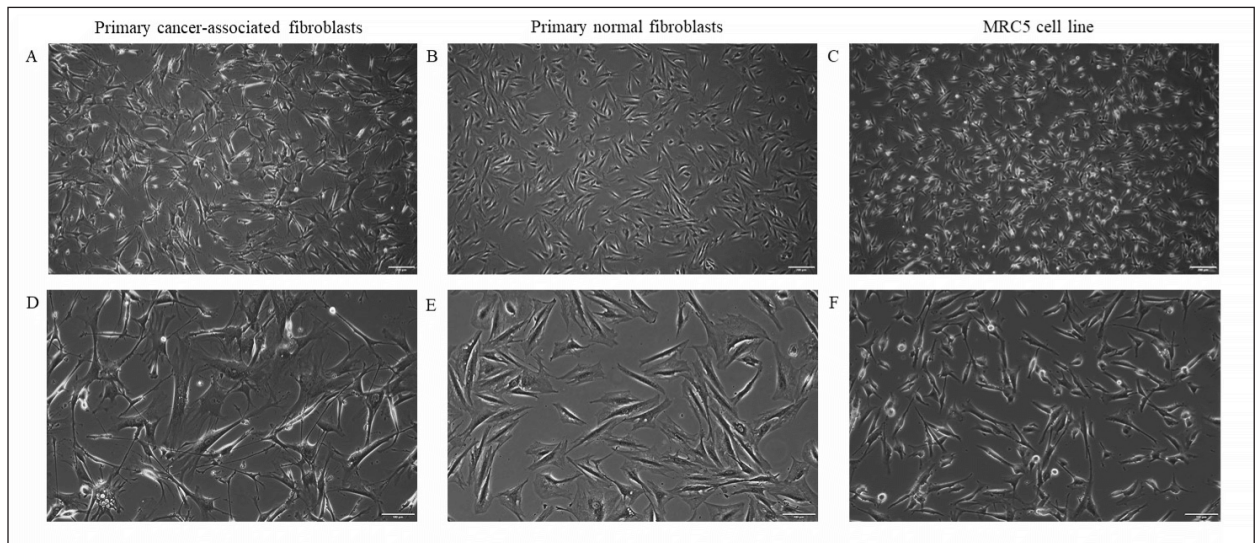 Primary cancer-associated fibroblasts
Primary normal fibroblasts
MRC5 cell line
A
B
C
D
E
F